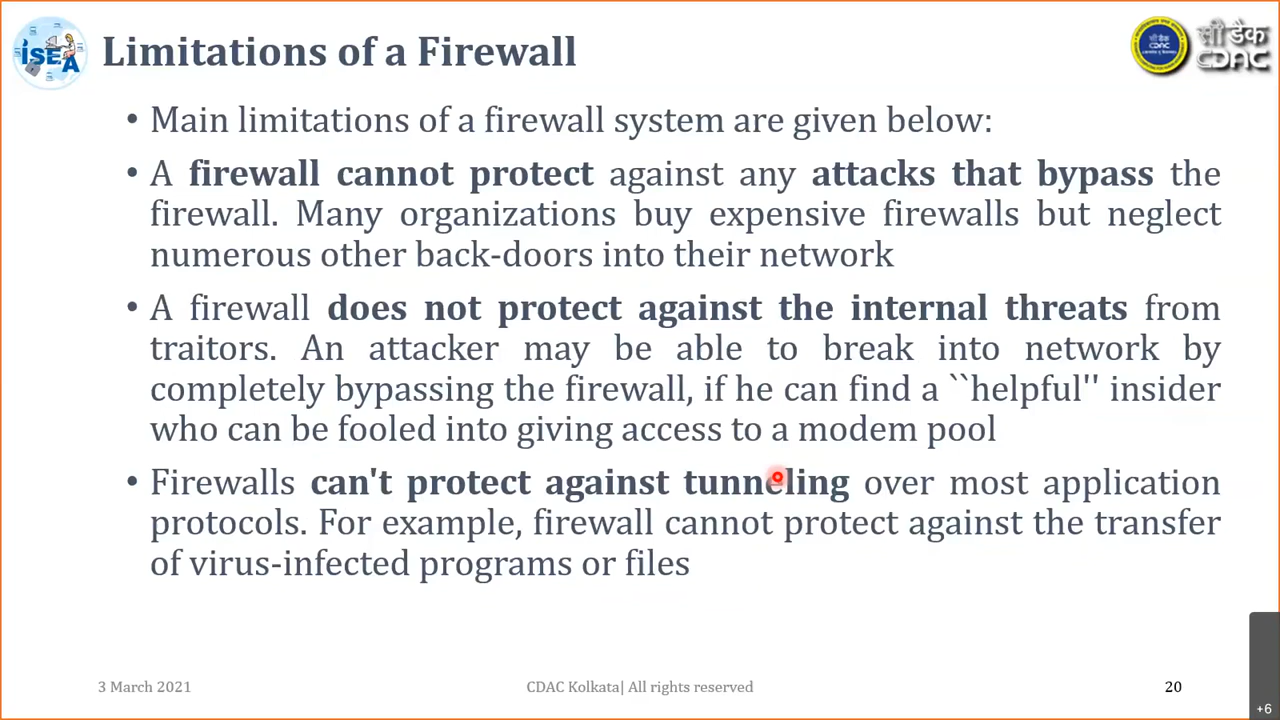 ISEA
Limitations of a Firewall
सी डैक
CDAC
• Main limitations of a firewall system are given below:
• A firewall cannot protect against any attacks that bypass the
firewall. Many organizations buy expensive firewalls but neglect
numerous other back-doors into their network
• A firewall does not protect against the internal threats from
traitors. An attacker may be able to break into network by
completely bypassing the firewall, if he can find a ``helpful'' insider
who can be fooled into giving access to a modem pool
• Firewalls can't protect against tunneling over most application
protocols. For example, firewall cannot protect against the transfer
of virus-infected programs or files
3 March 2021
CDAC Kolkata| All rights reserved
20
+6